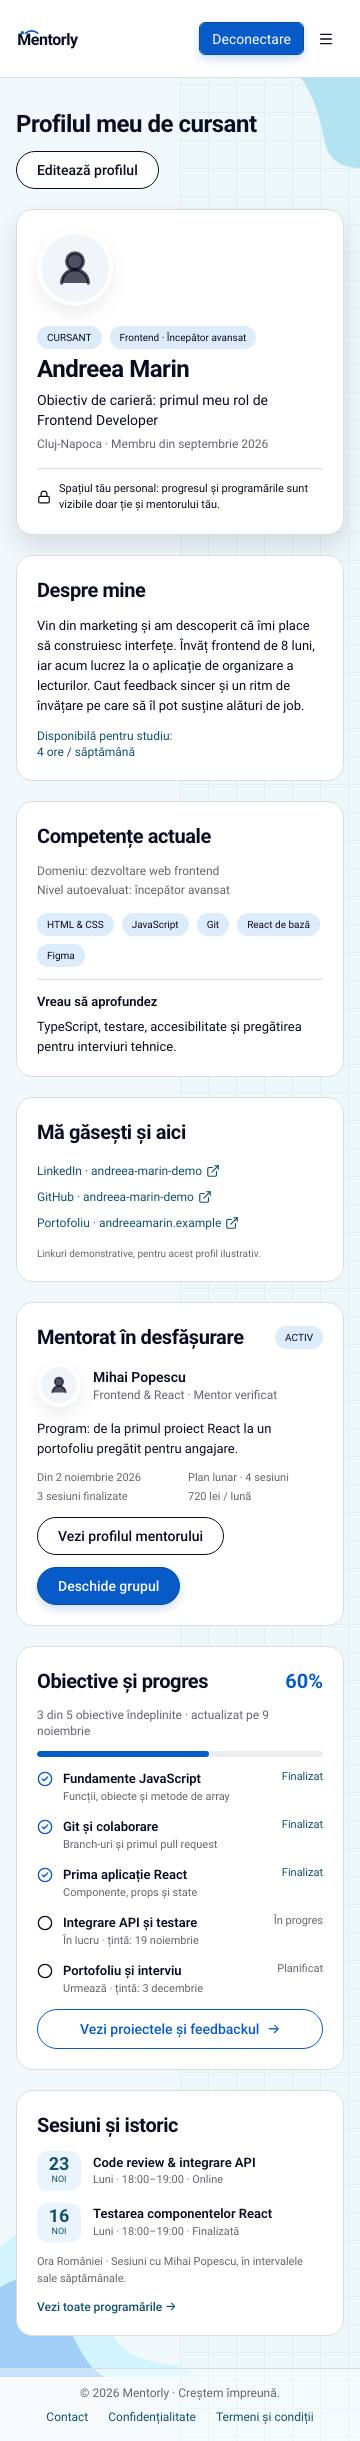 Mentorly
Deconectare
Profilul meu de cursant
Editează profilul
CURSANT
Frontend · Începător avansat
Andreea Marin
Obiectiv de carieră: primul meu rol de
Frontend Developer
Cluj-Napoca · Membru din septembrie 2026
Spațiul tău personal: progresul și programările sunt
vizibile doar ție și mentorului tău.
Despre mine
Vin din marketing și am descoperit că îmi place
să construiesc interfețe. Învăț frontend de 8 luni,
iar acum lucrez la o aplicație de organizare a
lecturilor. Caut feedback sincer și un ritm de
învățare pe care să îl pot susține alături de job.
Disponibilă pentru studiu:
4 ore / săptămână
Competențe actuale
Domeniu: dezvoltare web frontend
Nivel autoevaluat: începător avansat
HTML & CSS
JavaScript
Git
React de bază
Figma
Vreau să aprofundez
TypeScript, testare, accesibilitate și pregătirea
pentru interviuri tehnice.
Mă găsești și aici
LinkedIn · andreea-marin-demo
GitHub · andreea-marin-demo
Portofoliu · andreeamarin.example
Linkuri demonstrative, pentru acest profil ilustrativ.
Mentorat în desfășurare
ACTIV
Mihai Popescu
Frontend & React · Mentor verificat
Program: de la primul proiect React la un
portofoliu pregătit pentru angajare.
Din 2 noiembrie 2026
Plan lunar · 4 sesiuni
3 sesiuni finalizate
720 lei / lună
Vezi profilul mentorului
Deschide grupul
Obiective și progres
60%
3 din 5 obiective îndeplinite · actualizat pe 9
noiembrie
Fundamente JavaScript
Finalizat
Funcții, obiecte și metode de array
Git și colaborare
Finalizat
Branch-uri și primul pull request
Prima aplicație React
Finalizat
Componente, props și state
Integrare API și testare
În progres
În lucru · țintă: 19 noiembrie
Portofoliu și interviu
Planificat
Urmează · țintă: 3 decembrie
Vezi proiectele și feedbackul →
Sesiuni și istoric
23
NOI
Code review & integrare API
Luni · 18:00–19:00 · Online
16
NOI
Testarea componentelor React
Luni · 18:00–19:00 · Finalizată
Ora României · Sesiuni cu Mihai Popescu, în intervalele
sale săptămânale.
Vezi toate programările →
© 2026 Mentorly · Creștem împreună.
Contact
Confidențialitate
Termeni și condiții